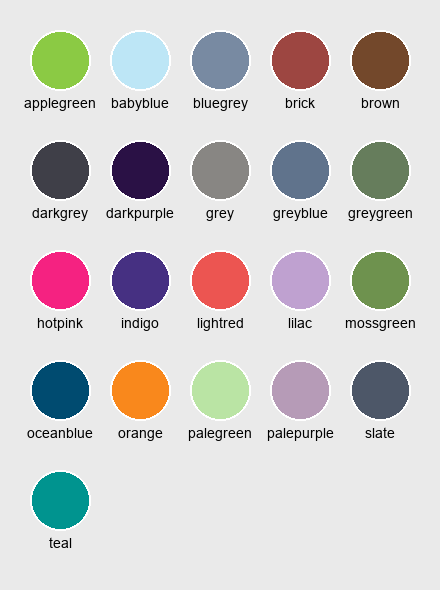 applegreen babyblue bluegrey brick brown
darkgrey darkpurple grey greyblue greygreen
hotpink indigo lightred lilac mossgreen
oceanblue orange palegreen palepurple slate
teal